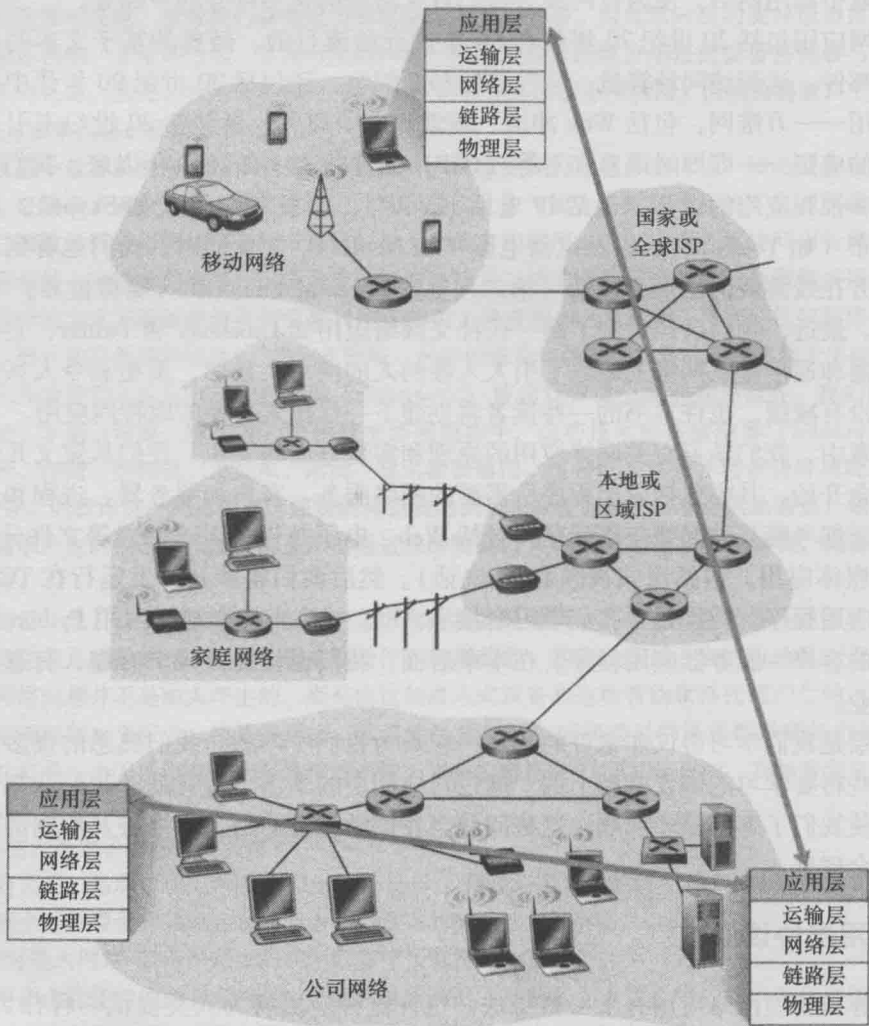 应用层
运输层
网络层
链路层
物理层
移动网络
国家或
全球ISP
本地或
区域ISP
家庭网络
应用层
运输层
网络层
链路层
物理层
公司网络
应用层
运输层
网络层
链路层
物理层